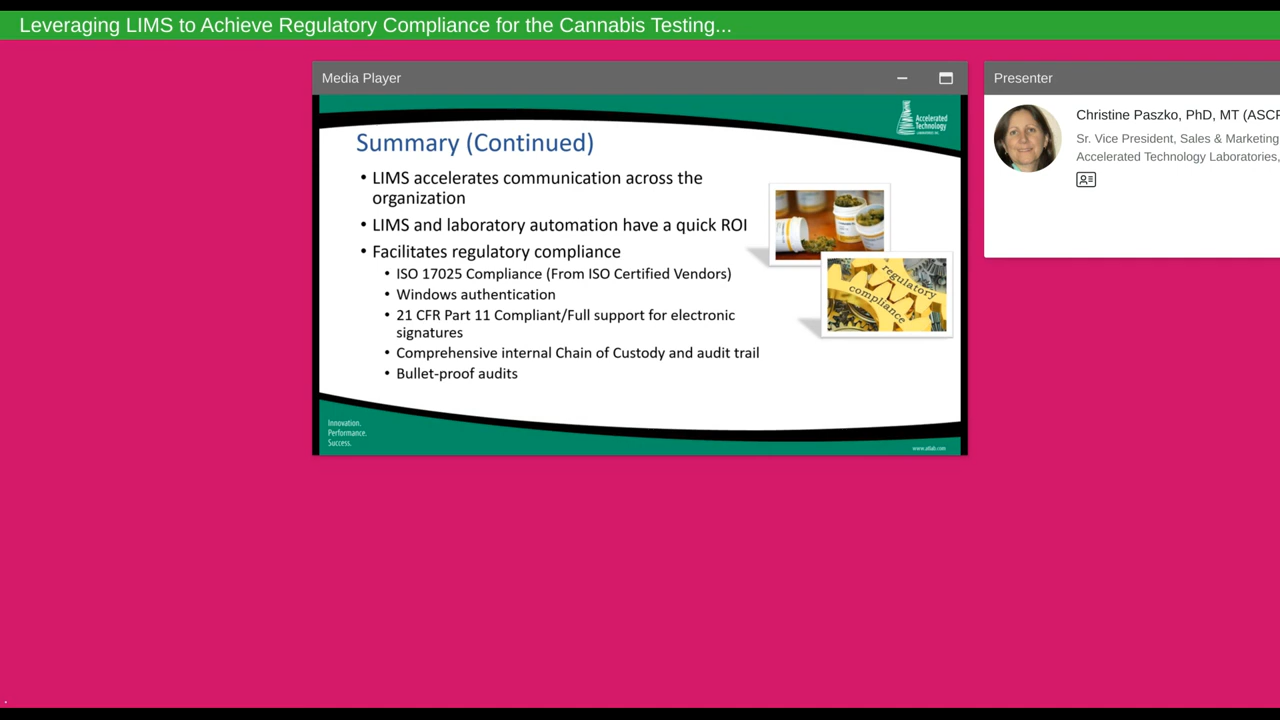 Leveraging LIMS to Achieve Regulatory Compliance for the Cannabis Testing...
Media Player
Presenter
Accelerated
Technology
LABORATORIES, INC.
Summary (Continued)
• LIMS accelerates communication across the
organization
• LIMS and laboratory automation have a quick ROI
• Facilitates regulatory compliance
• ISO 17025 Compliance (From ISO Certified Vendors)
• Windows authentication
• 21 CFR Part 11 Compliant/Full support for electronic
signatures
• Comprehensive internal Chain of Custody and audit trail
• Bullet-proof audits
regulatory
compliance
Innovation.
Performance.
Success.
www.atlab.com
Christine Paszko, PhD, MT (ASCP
Sr. Vice President, Sales & Marketing
Accelerated Technology Laboratories,